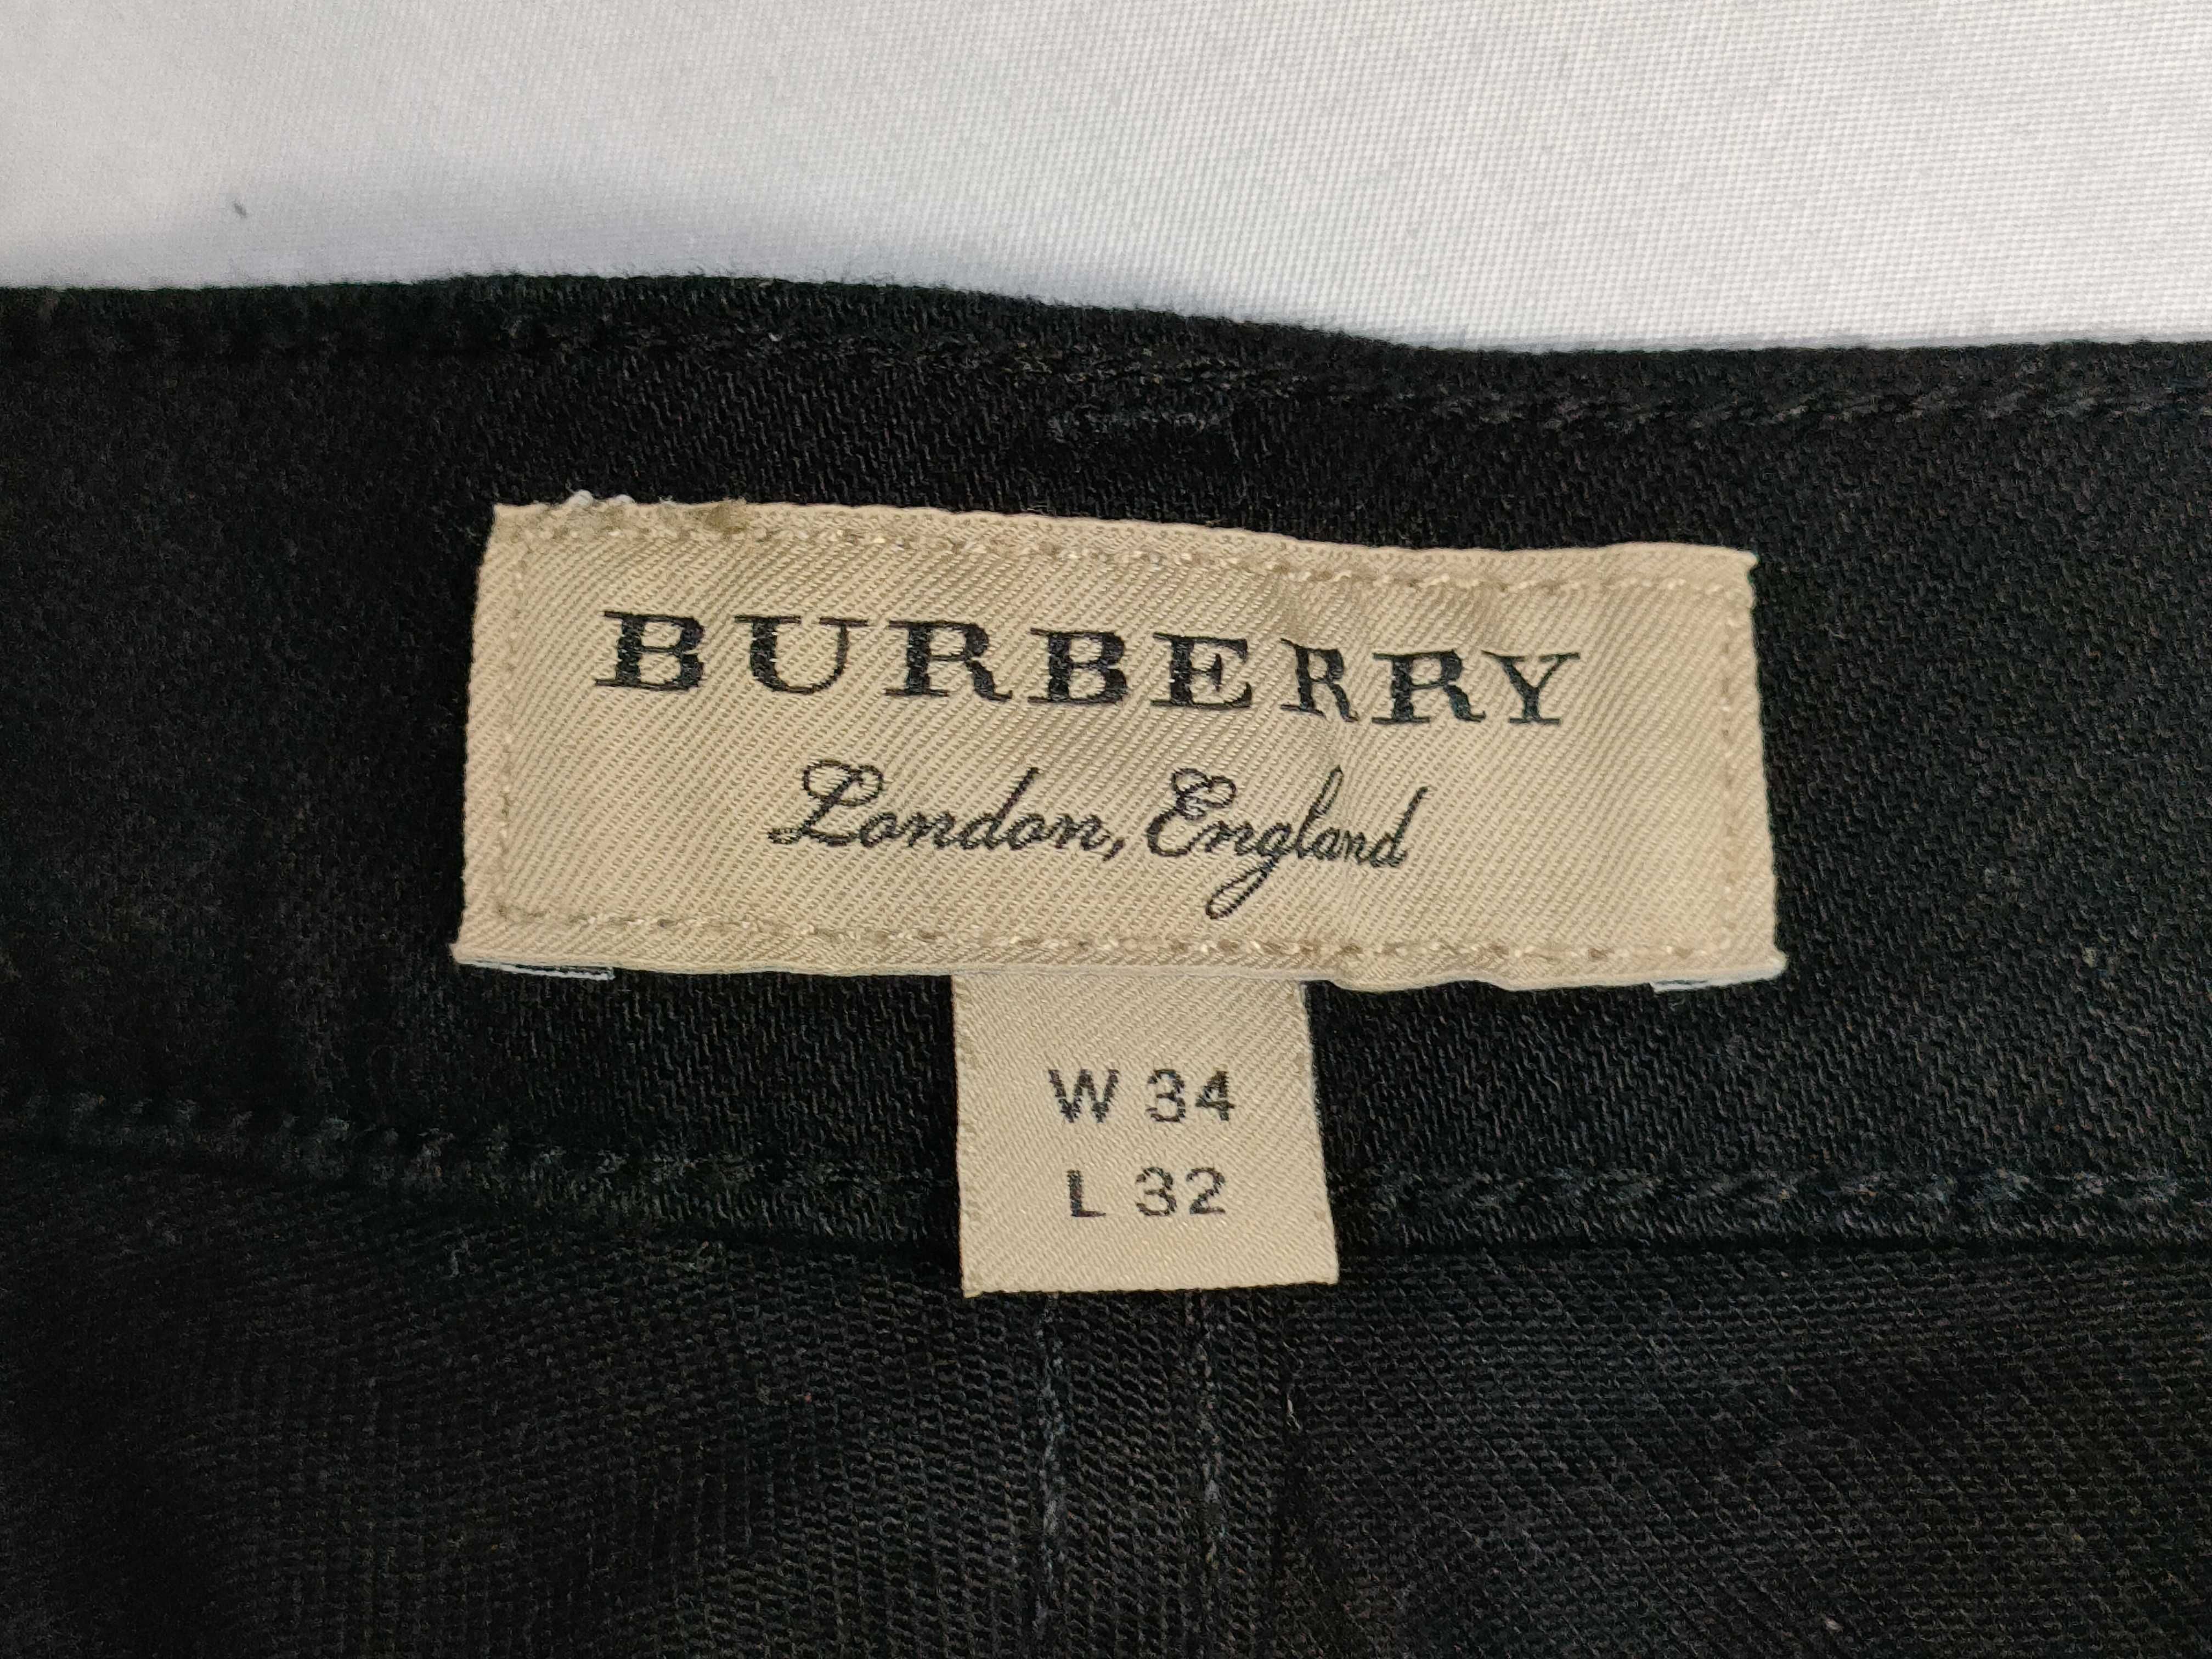 BURBERRY
London, England
W 34
L 32